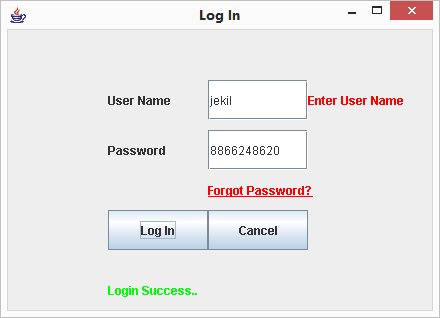 Log In
User Name jekil Enter User Name
Password 8866248620
Forgot Password?
Log In Cancel
Login Success..